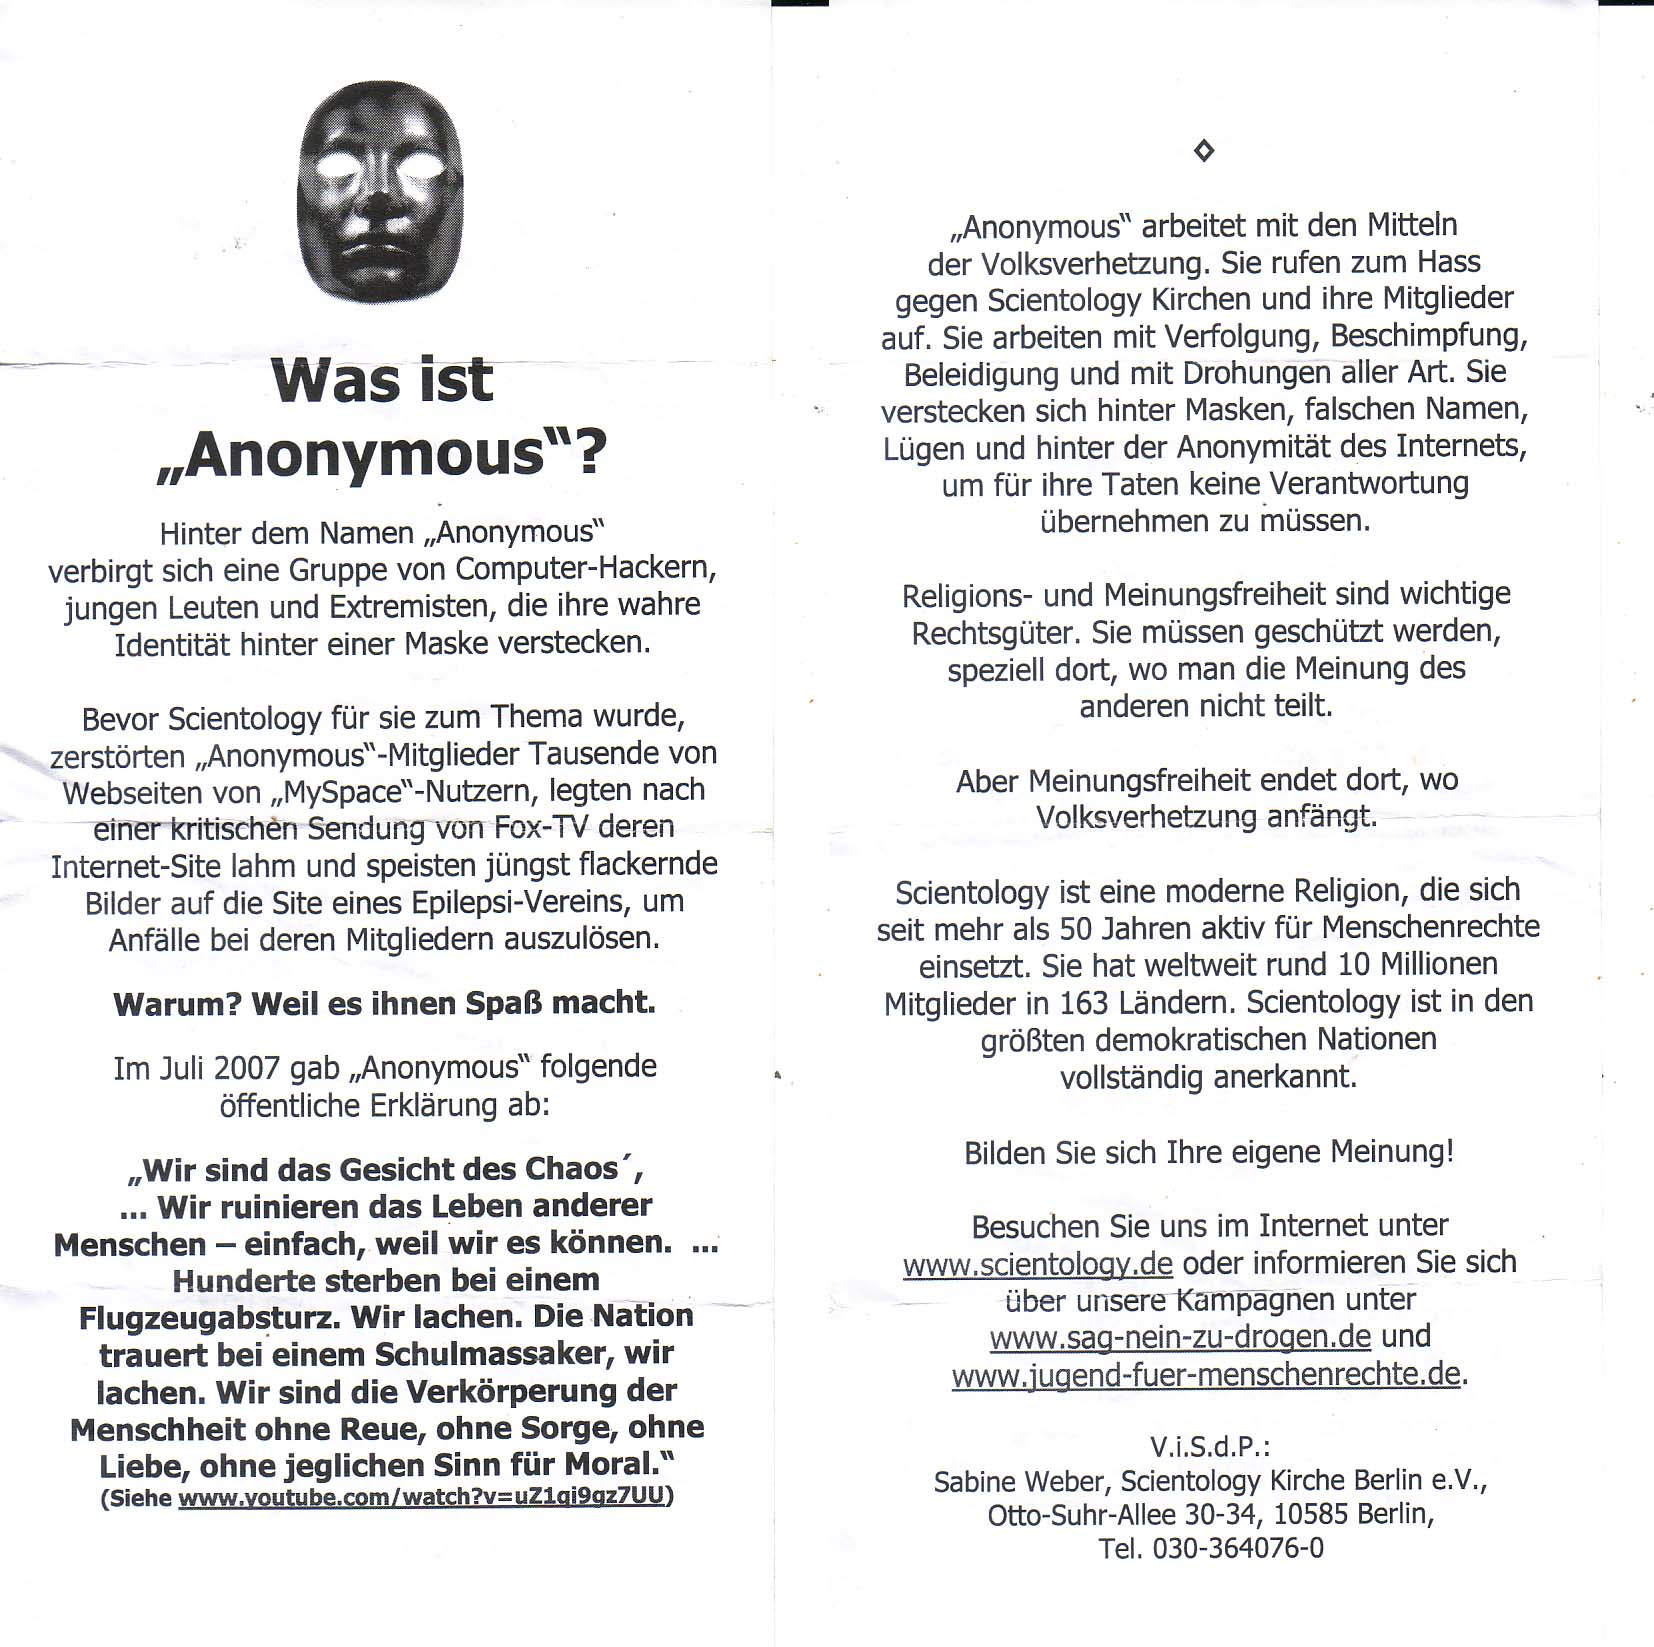 Was ist
„Anonymous“?
Hinter dem Namen „Anonymous“
verbirgt sich eine Gruppe von Computer-Hackern,
jungen Leuten und Extremisten, die ihre wahre
Identität hinter einer Maske verstecken.
Bevor Scientology für sie zum Thema wurde,
zerstörten „Anonymous“-Mitglieder Tausende von
Webseiten von „MySpace“-Nutzern, legten nach
einer kritischen Sendung von Fox-TV deren
Internet-Site lahm und speisten jüngst flackernde
Bilder auf die Site eines Epilepsi-Vereins, um
Anfälle bei deren Mitgliedern auszulösen.
Warum? Weil es ihnen Spaß macht.
Im Juli 2007 gab „Anonymous“ folgende
öffentliche Erklärung ab:
„Wir sind das Gesicht des Chaos´,
... Wir ruinieren das Leben anderer
Menschen – einfach, weil wir es können. ...
Hunderte sterben bei einem
Flugzeugabsturz. Wir lachen. Die Nation
trauert bei einem Schulmassaker, wir
lachen. Wir sind die Verkörperung der
Menschheit ohne Reue, ohne Sorge, ohne
Liebe, ohne jeglichen Sinn für Moral.“
(Siehe www.youtube.com/watch?v=uZ1qi9gz7UU)
„Anonymous“ arbeitet mit den Mitteln
der Volksverhetzung. Sie rufen zum Hass
gegen Scientology Kirchen und ihre Mitglieder
auf. Sie arbeiten mit Verfolgung, Beschimpfung,
Beleidigung und mit Drohungen aller Art. Sie
verstecken sich hinter Masken, falschen Namen,
Lügen und hinter der Anonymität des Internets,
um für ihre Taten keine Verantwortung
übernehmen zu müssen.
Religions- und Meinungsfreiheit sind wichtige
Rechtsgüter. Sie müssen geschützt werden,
speziell dort, wo man die Meinung des
anderen nicht teilt.
Aber Meinungsfreiheit endet dort, wo
Volksverhetzung anfängt.
Scientology ist eine moderne Religion, die sich
seit mehr als 50 Jahren aktiv für Menschenrechte
einsetzt. Sie hat weltweit rund 10 Millionen
Mitglieder in 163 Ländern. Scientology ist in den
größten demokratischen Nationen
vollständig anerkannt.
Bilden Sie sich Ihre eigene Meinung!
Besuchen Sie uns im Internet unter
www.scientology.de oder informieren Sie sich
über unsere Kampagnen unter
www.sag-nein-zu-drogen.de und
www.jugend-fuer-menschenrechte.de.
V.i.S.d.P.:
Sabine Weber, Scientology Kirche Berlin e.V.,
Otto-Suhr-Allee 30-34, 10585 Berlin,
Tel. 030-364076-0